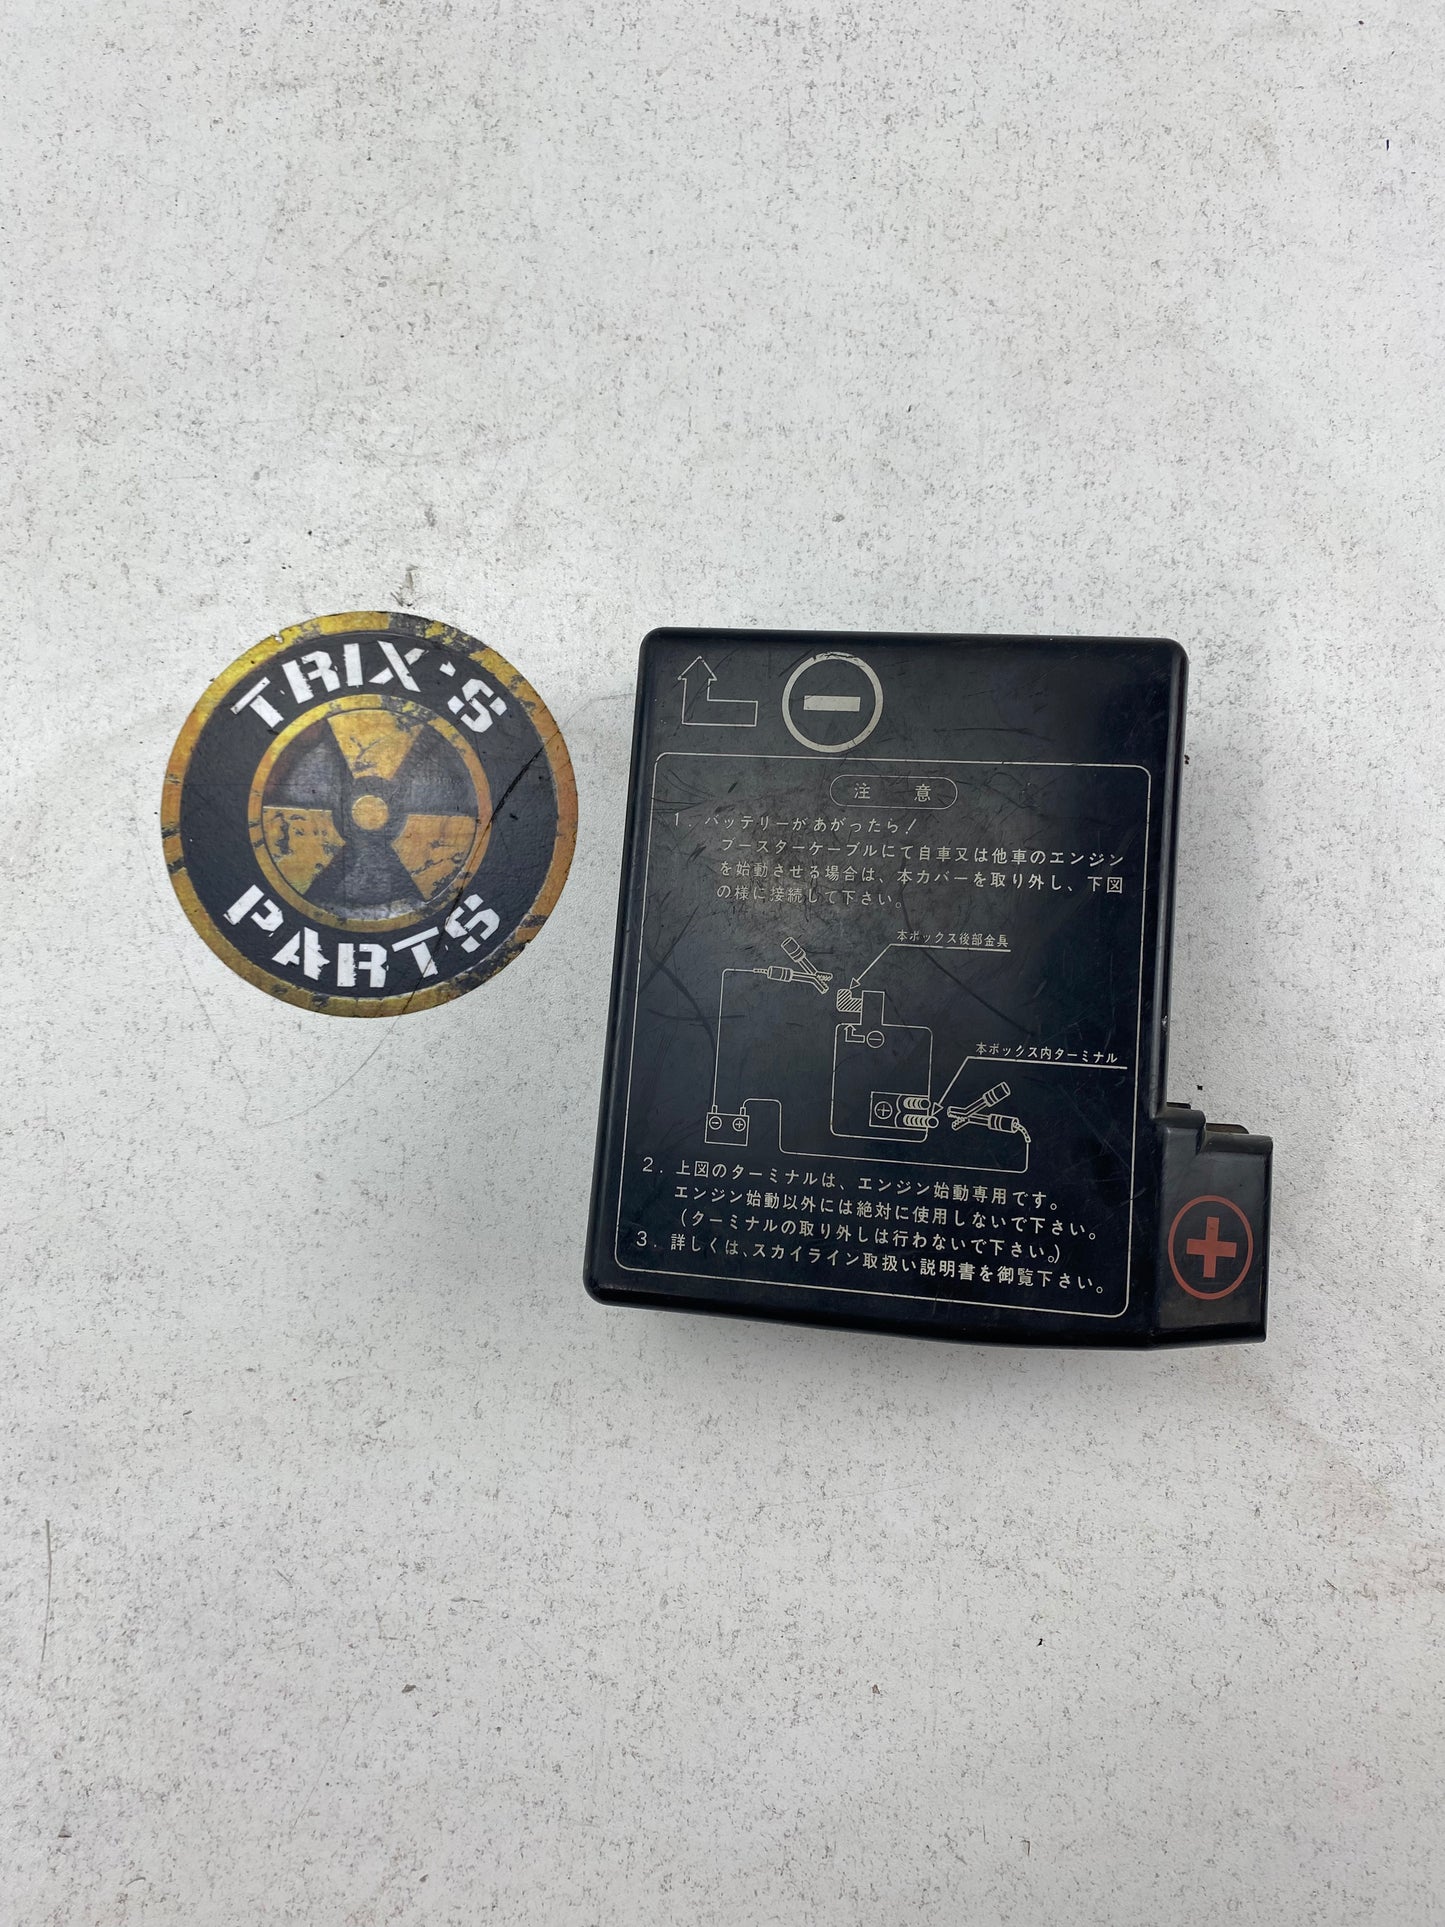 TRIX'S
PARTS
注 意
1. バッテリーがあがったら!
ブースターケーブルにて自車又は他車のエンジン
を始動させる場合は、本カバーを取り外し、下図
の様に接続して下さい。
本ボックス後部金具
本ボックス内ターミナル
2. 上図のターミナルは、エンジン始動専用です。
エンジン始動以外には絶対に使用しないで下さい。
(ターミナルの取り外しは行わないで下さい。)
3. 詳しくは、スカイライン取扱い説明書を御覧下さい。